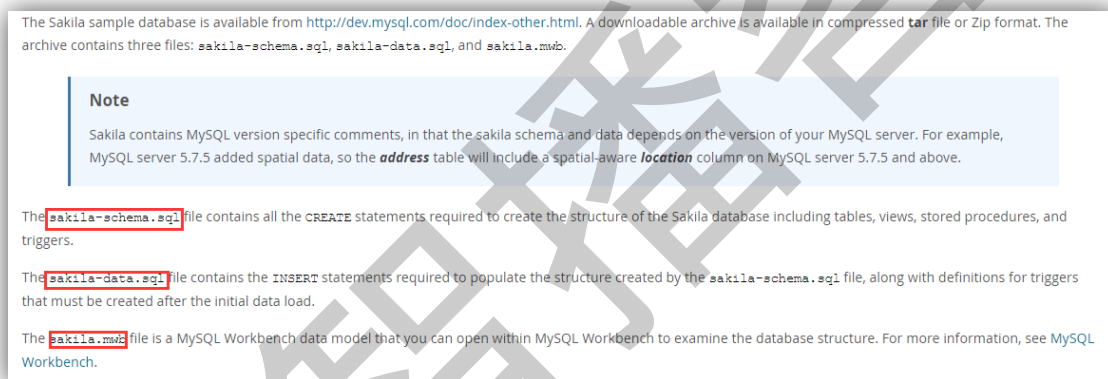 The Sakila sample database is available from http://dev.mysql.com/doc/index-other.html. A downloadable archive is available in compressed tar file or Zip format. The
archive contains three files: sakila-schema.sql, sakila-data.sql, and sakila.mwb.
Note
Sakila contains MySQL version specific comments, in that the sakila schema and data depends on the version of your MySQL server. For example,
MySQL server 5.7.5 added spatial data, so the address table will include a spatial-aware location column on MySQL server 5.7.5 and above.
The sakila-schema.sql file contains all the CREATE statements required to create the structure of the Sakila database including tables, views, stored procedures, and
triggers.
The sakila-data.sql file contains the INSERT statements required to populate the structure created by the sakila-schema.sql file, along with definitions for triggers
that must be created after the initial data load.
The sakila.mwb file is a MySQL Workbench data model that you can open within MySQL Workbench to examine the database structure. For more information, see MySQL
Workbench.